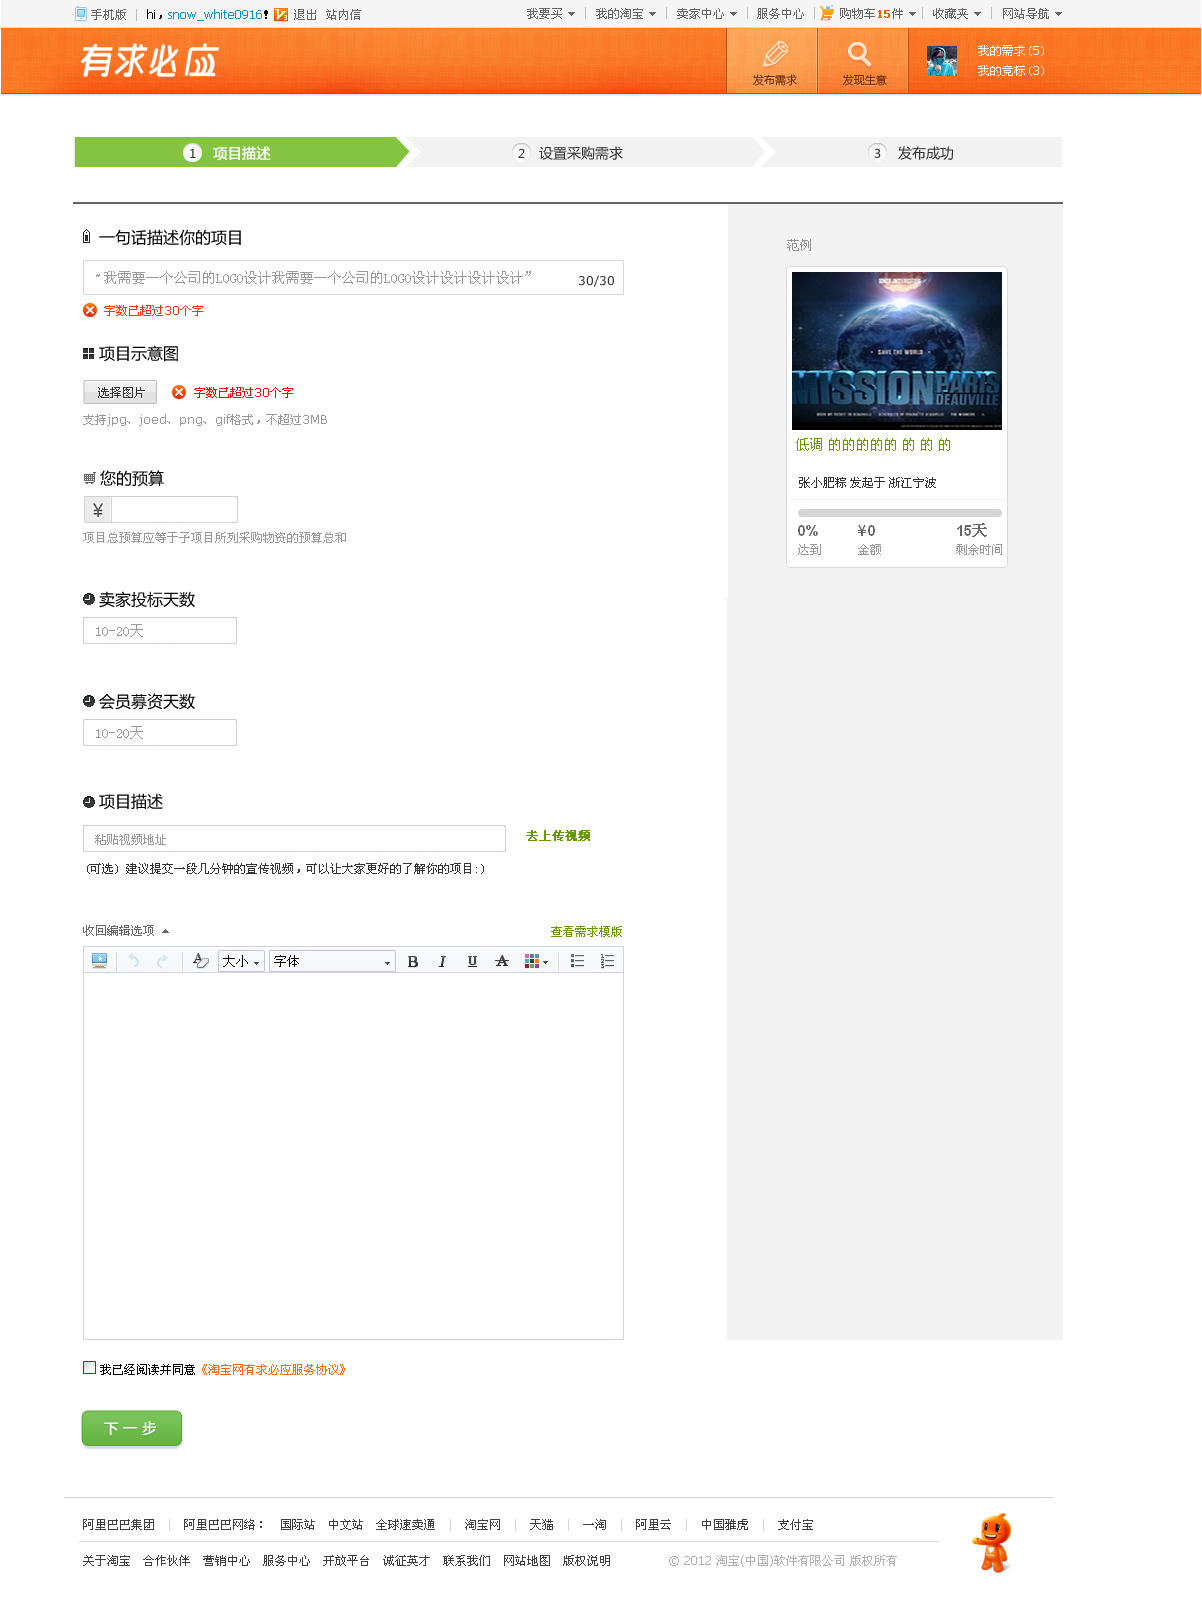 手机版 hi，snow_white0916！ 退出 站内信 我要买 我的淘宝 卖家中心 服务中心 购物车15件 收藏夹 网站导航
有求必应 发布需求 发现生意 我的需求(5)
我的竞标(3)
1 项目描述 2 设置采购需求 3 发布成功
一句话描述你的项目
“我需要一个公司的LOGO设计我需要一个公司的LOGO设计设计设计设计” 30/30
字数已超过30个字
项目示意图
选择图片 字数已超过30个字
支持jpg、joed、png、gif格式，不超过3MB
您的预算
¥
项目总预算应等于子项目所列采购物资的预算总和
卖家投标天数
10-20天
会员募资天数
10-20天
项目描述
粘贴视频地址 去上传视频
(可选) 建议提交一段几分钟的宣传视频，可以让大家更好的了解你的项目:)
收回编辑选项 查看需求模版
大小 字体 B I U A
范例
SAVE THE WORLD
MISSION PARIS
DEAUVILLE
低调 的的的的的 的 的 的
张小肥粽 发起于 浙江宁波
0% ¥0 15天
达到 金额 剩余时间
我已经阅读并同意《淘宝网有求必应服务协议》
下一步
阿里巴巴集团 阿里巴巴网络： 国际站 中文站 全球速卖通 淘宝网 天猫 一淘 阿里云 中国雅虎 支付宝
关于淘宝 合作伙伴 营销中心 服务中心 开放平台 诚征英才 联系我们 网站地图 版权说明 © 2012 淘宝(中国)软件有限公司 版权所有